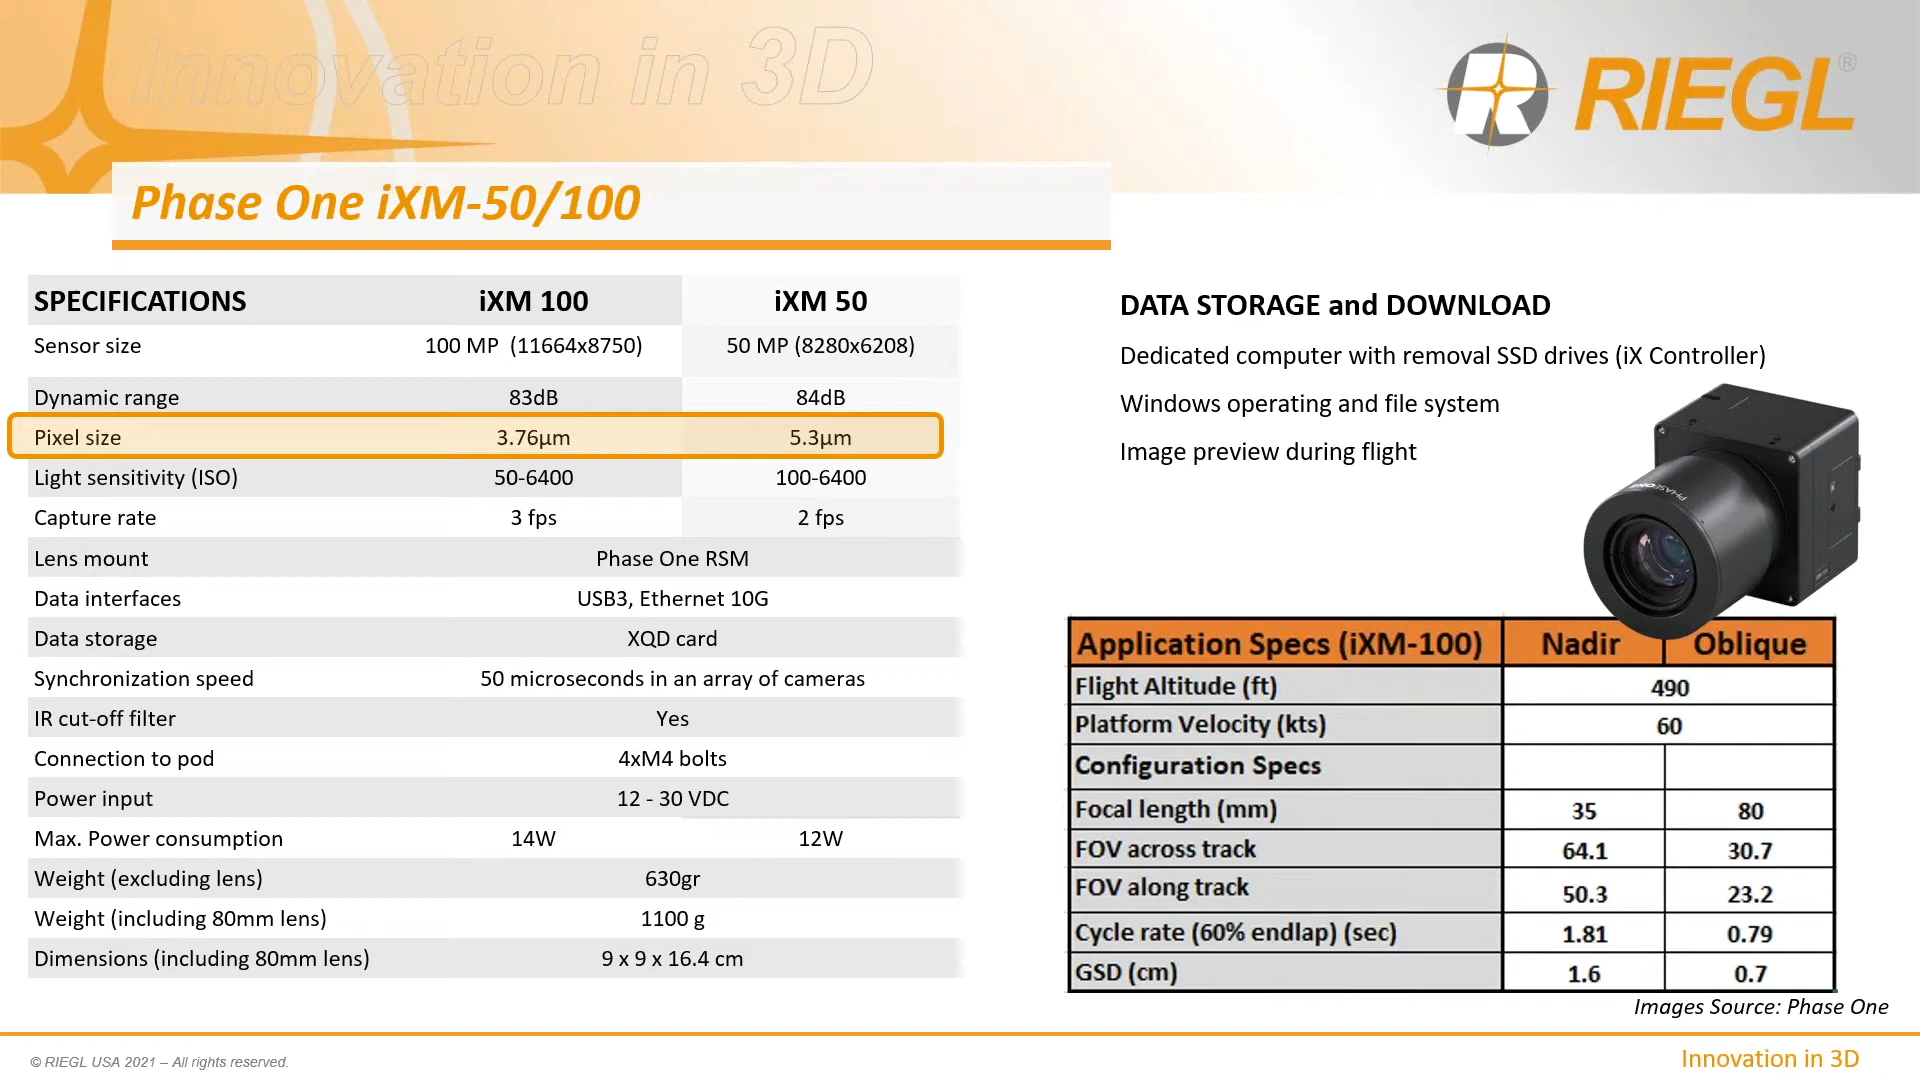 Innovation in 3D
RIEGL®
Phase One iXM-50/100
SPECIFICATIONS iXM 100 iXM 50
Sensor size 100 MP (11664x8750) 50 MP (8280x6208)
Dynamic range 83dB 84dB
Pixel size 3.76µm 5.3µm
Light sensitivity (ISO) 50-6400 100-6400
Capture rate 3 fps 2 fps
Lens mount Phase One RSM
Data interfaces USB3, Ethernet 10G
Data storage XQD card
Synchronization speed 50 microseconds in an array of cameras
IR cut-off filter Yes
Connection to pod 4xM4 bolts
Power input 12 - 30 VDC
Max. Power consumption 14W 12W
Weight (excluding lens) 630gr
Weight (including 80mm lens) 1100 g
Dimensions (including 80mm lens) 9 x 9 x 16.4 cm
DATA STORAGE and DOWNLOAD
Dedicated computer with removal SSD drives (iX Controller)
Windows operating and file system
Image preview during flight
PHASEONE
Application Specs (iXM-100) Nadir Oblique
Flight Altitude (ft) 490
Platform Velocity (kts) 60
Configuration Specs
Focal length (mm) 35 80
FOV across track 64.1 30.7
FOV along track 50.3 23.2
Cycle rate (60% endlap) (sec) 1.81 0.79
GSD (cm) 1.6 0.7
Images Source: Phase One
© RIEGL USA 2021 – All rights reserved.
Innovation in 3D